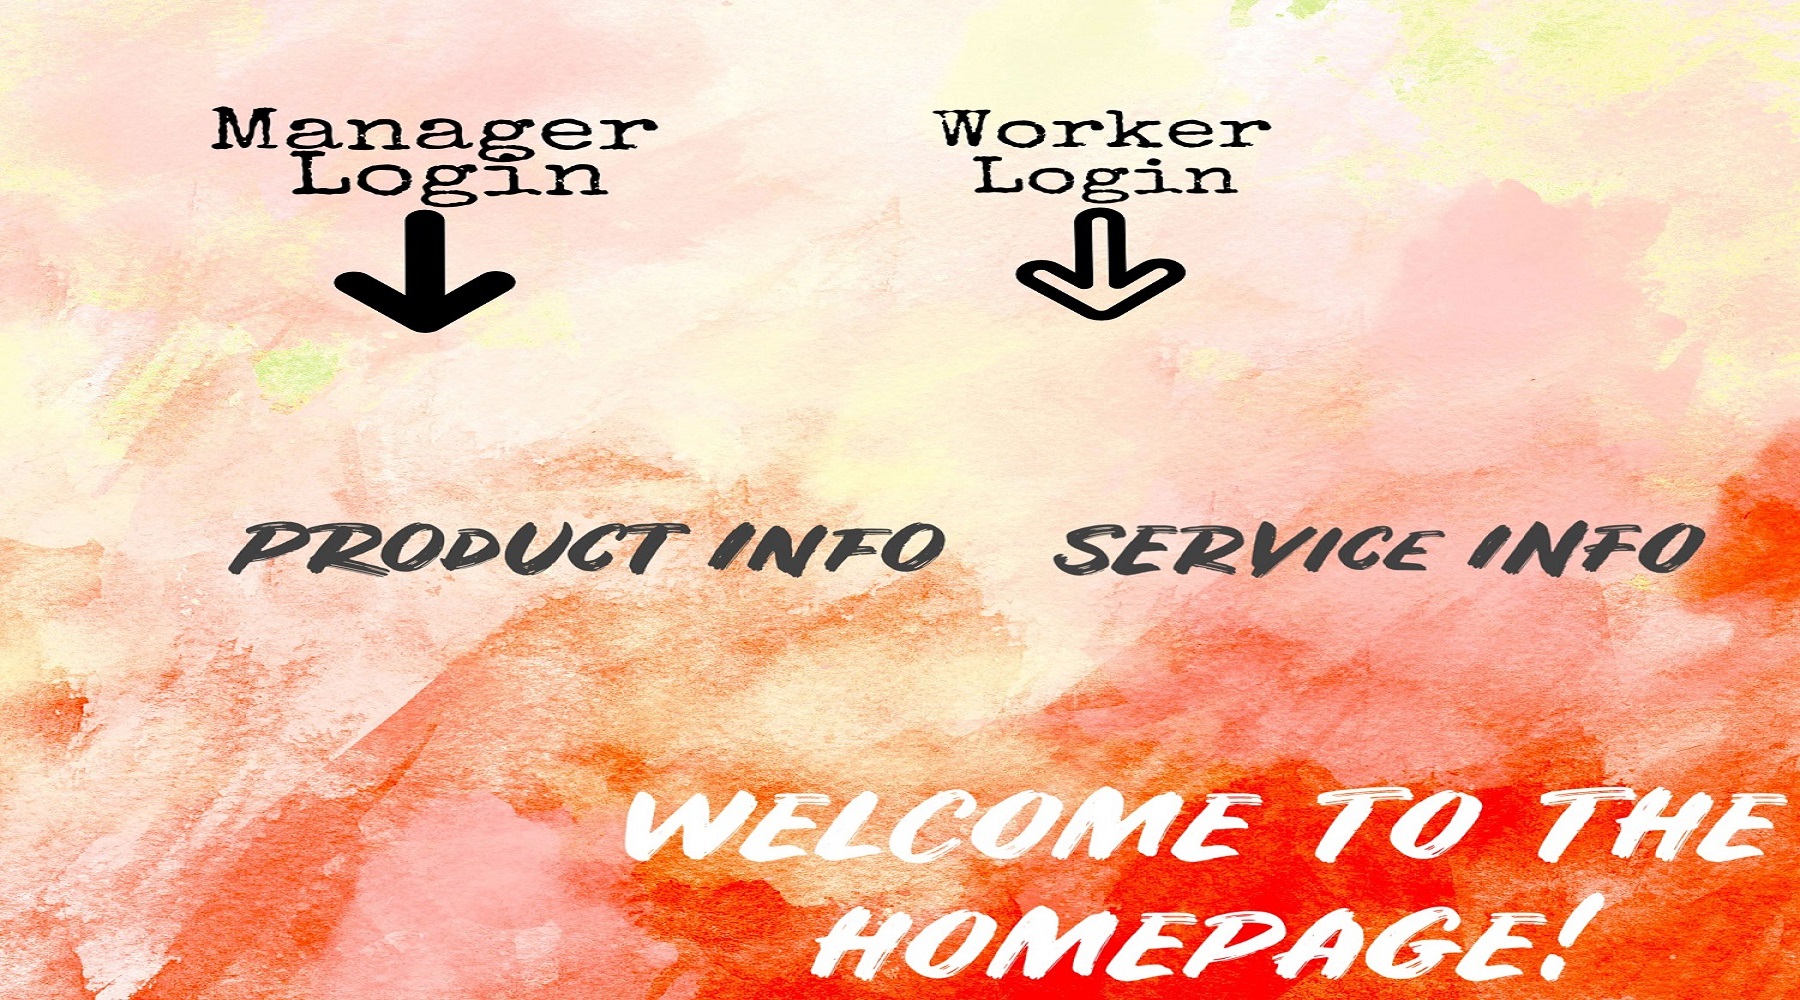 Manager
Login
Worker
Login
PRODUCT INFO
SERVICE INFO
WELCOME TO THE
HOMEPAGE!